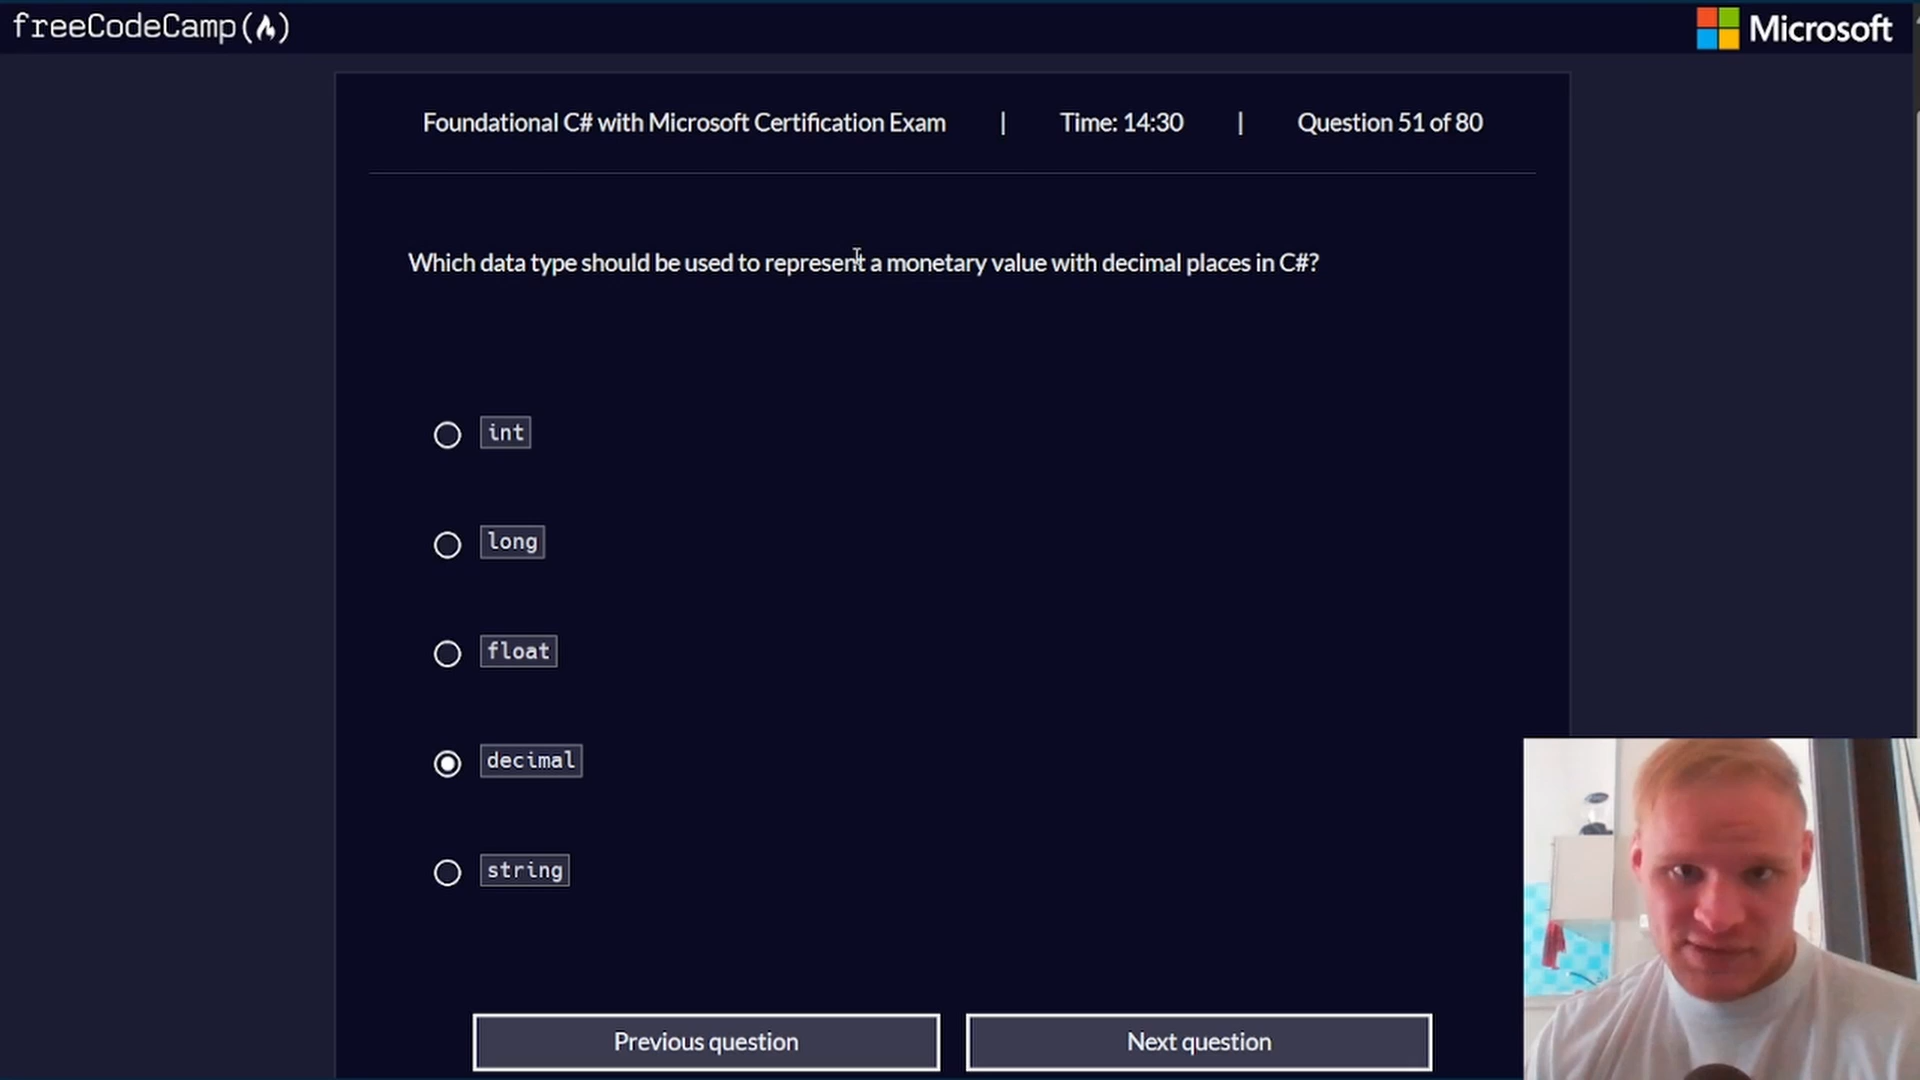 freeCodeCamp
Microsoft
Foundational C# with Microsoft Certification Exam | Time: 14:30 | Question 51 of 80
Which data type should be used to represent a monetary value with decimal places in C#?
int
long
float
decimal
string
Previous question
Next question